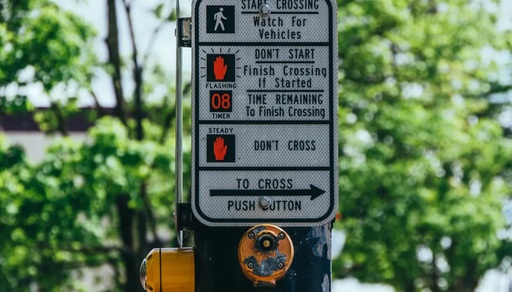 START CROSSING
Watch For
Vehicles
DON'T START
Finish Crossing
If Started
FLASHING
08
TIME REMAINING
To Finish Crossing
TIMER
STEADY
DON'T CROSS
TO CROSS
PUSH BUTTON